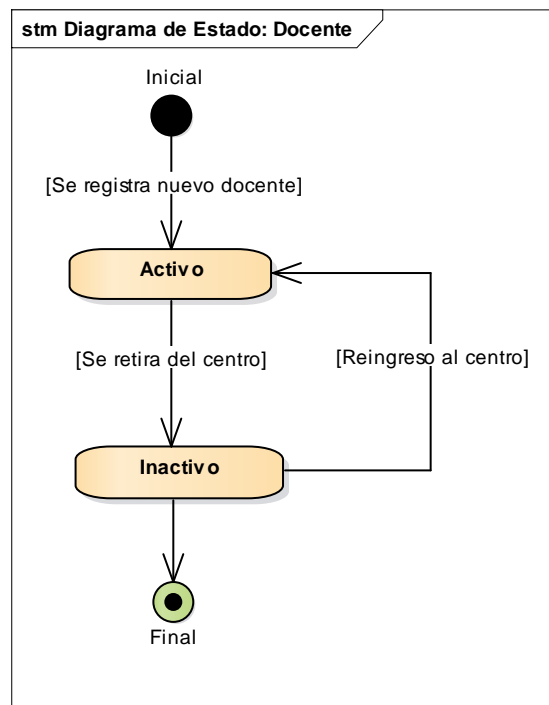 stm Diagrama de Estado: Docente
Inicial
[Se registra nuevo docente]
Activo
[Se retira del centro]
[Reingreso al centro]
Inactivo
Final